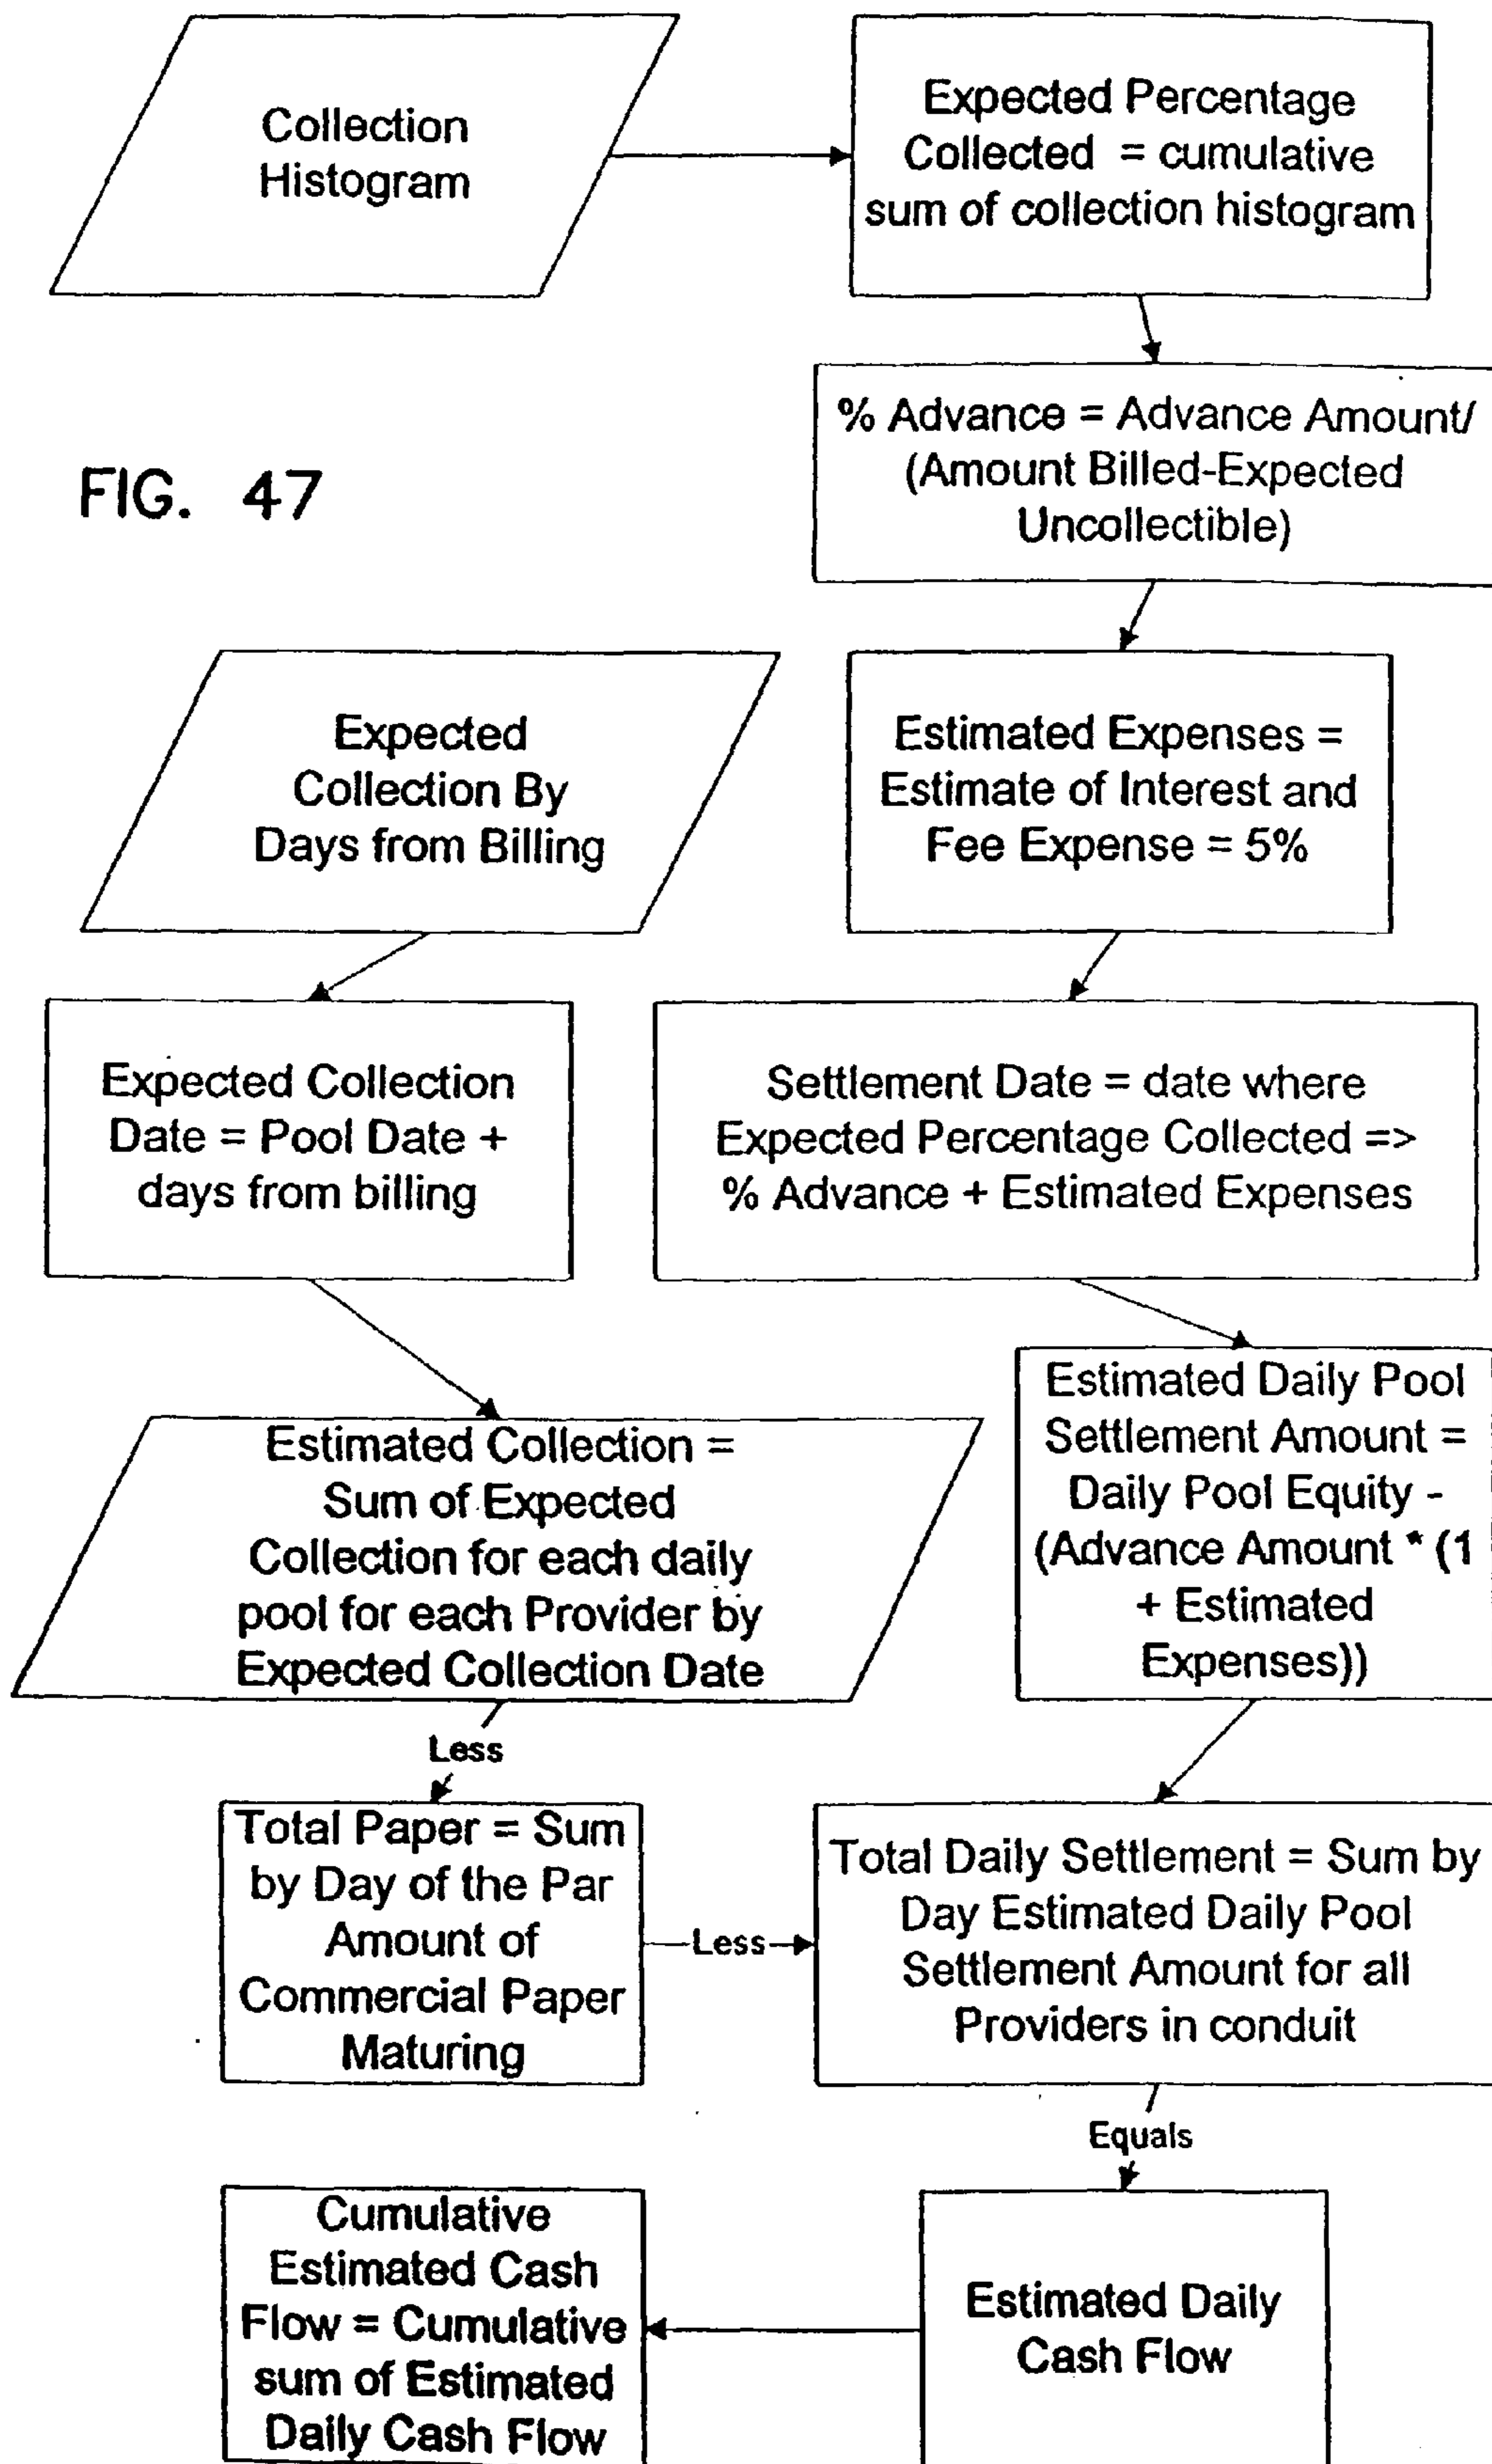 Collection
Histogram
Expected Percentage
Collected = cumulative
sum of collection histogram
% Advance = Advance Amount/
(Amount Billed-Expected
Uncollectible)
FIG. 47
Expected
Collection By
Days from Billing
Estimated Expenses =
Estimate of Interest and
Fee Expense = 5%
Expected Collection
Date = Pool Date +
days from billing
Settlement Date = date where
Expected Percentage Collected =>
% Advance + Estimated Expenses
Estimated Daily Pool
Settlement Amount =
Daily Pool Equity -
(Advance Amount * (1
+ Estimated
Expenses))
Estimated Collection =
Sum of Expected
Collection for each daily
pool for each Provider by
Expected Collection Date
Less
Total Paper = Sum
by Day of the Par
Amount of
Commercial Paper
Maturing
Less
Total Daily Settlement = Sum by
Day Estimated Daily Pool
Settlement Amount for all
Providers in conduit
Equals
Cumulative
Estimated Cash
Flow = Cumulative
sum of Estimated
Daily Cash Flow
Estimated Daily
Cash Flow